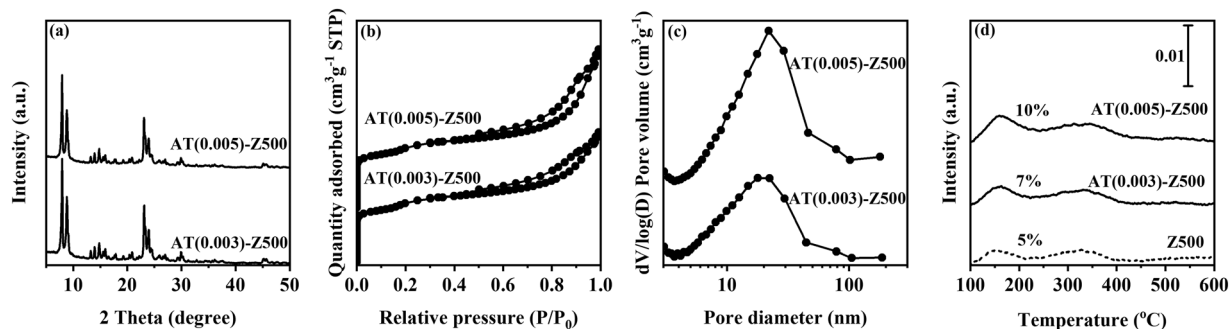 (a)
AT(0.005)-Z500
AT(0.003)-Z500
Intensity (a.u.)
10 20 30 40 50
2 Theta (degree)
(b)
AT(0.005)-Z500
AT(0.003)-Z500
Quantity adsorbed (cm³g⁻¹ STP)
0.0 0.2 0.4 0.6 0.8 1.0
Relative pressure (P/P₀)
(c)
AT(0.005)-Z500
AT(0.003)-Z500
dV/log(D) Pore volume (cm³g⁻¹)
10 100
Pore diameter (nm)
(d)
0.01
10% AT(0.005)-Z500
7% AT(0.003)-Z500
5% Z500
Intensity (a.u.)
100 200 300 400 500 600
Temperature (°C)